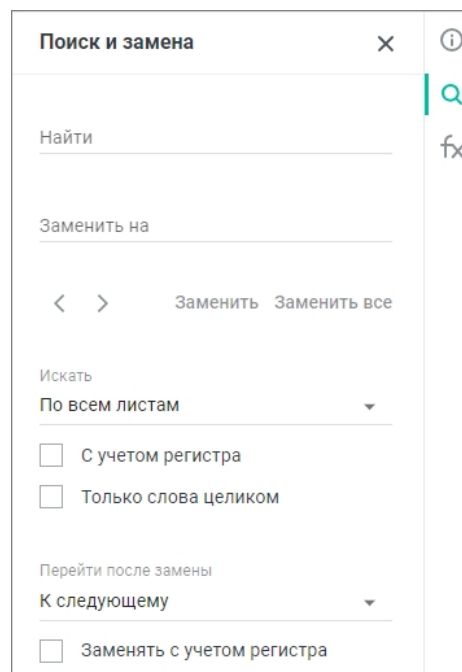 Поиск и замена
Найти
Заменить на
Заменить Заменить все
Искать
По всем листам
С учетом регистра
Только слова целиком
Перейти после замены
К следующему
Заменять с учетом регистра
fx